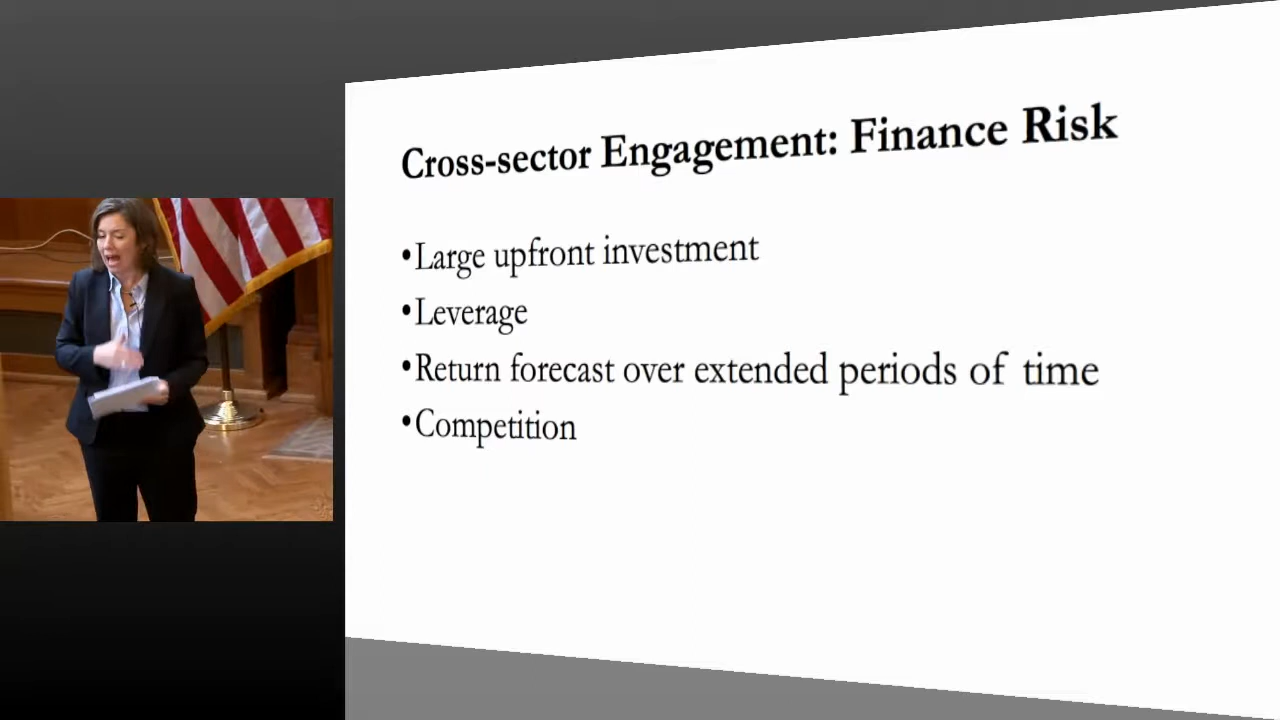 Cross-sector Engagement: Finance Risk
•Large upfront investment
•Leverage
•Return forecast over extended periods of time
•Competition